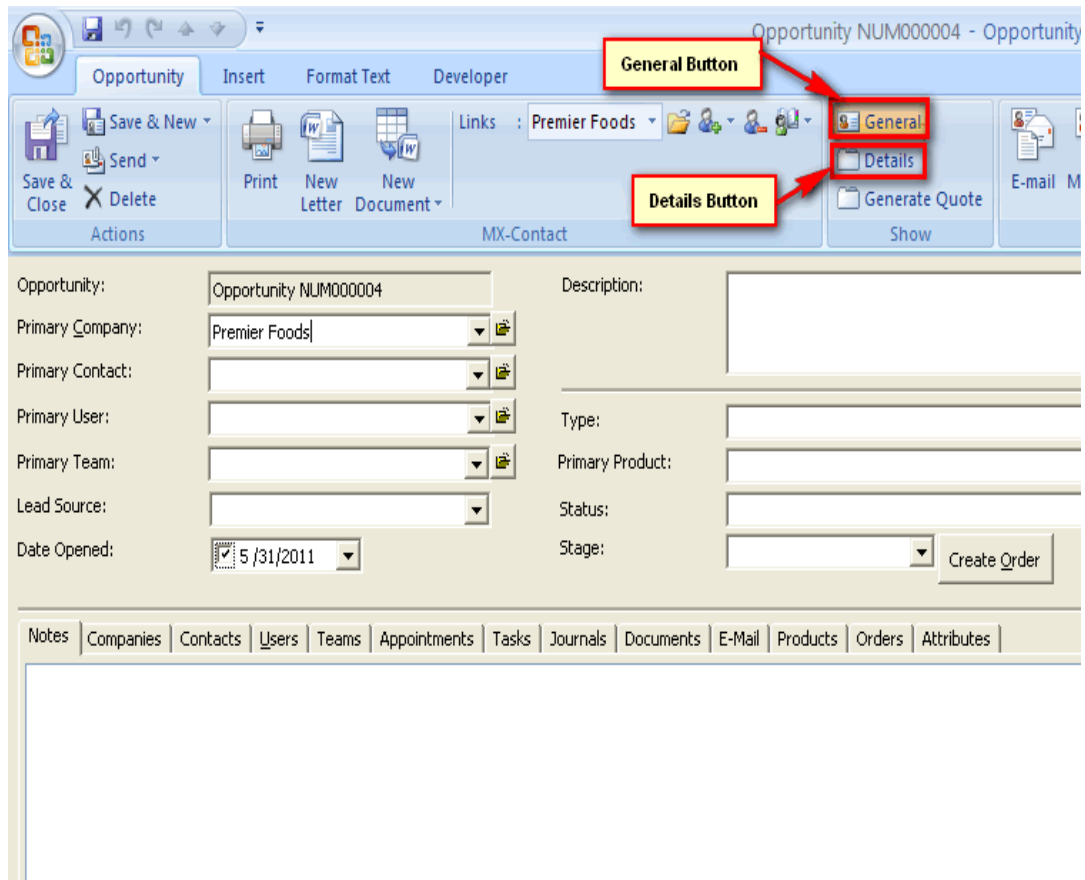 Opportunity NUM000004 - Opportunity
Opportunity Insert Format Text Developer
General Button
Save & Close
Save & New
Send
Delete
Actions
Print
New Letter
New Document
Links : Premier Foods
MX-Contact
General
Details
Generate Quote
Show
Details Button
E-mail
M
Opportunity: Opportunity NUM000004
Primary Company: Premier Foods
Primary Contact:
Primary User:
Primary Team:
Lead Source:
Date Opened: 5 /31/2011
Description:
Type:
Primary Product:
Status:
Stage:
Create Order
Notes Companies Contacts Users Teams Appointments Tasks Journals Documents E-Mail Products Orders Attributes